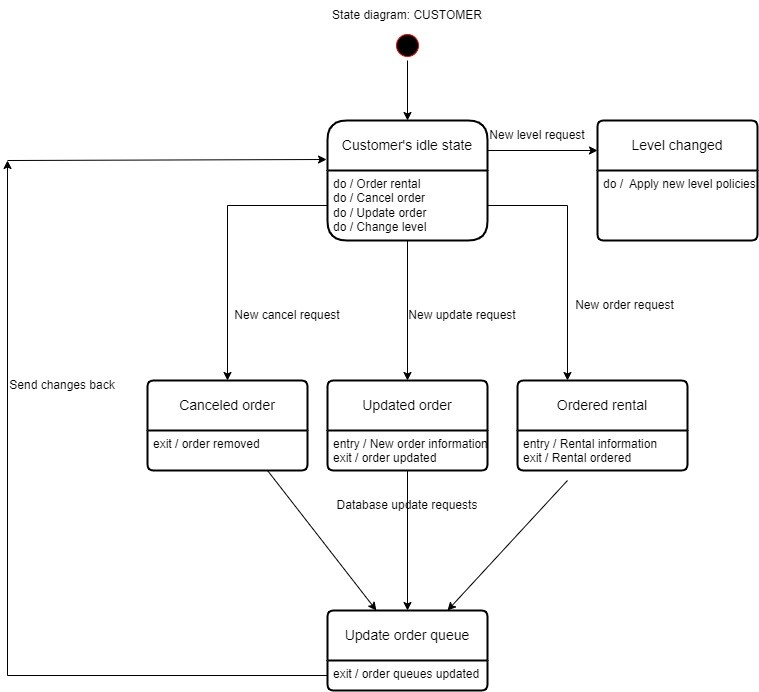 State diagram: CUSTOMER
Customer's idle state
do / Order rental
do / Cancel order
do / Update order
do / Change level
New level request
Level changed
do / Apply new level policies
New cancel request
New update request
New order request
Send changes back
Canceled order
exit / order removed
Updated order
entry / New order information
exit / order updated
Ordered rental
entry / Rental information
exit / Rental ordered
Database update requests
Update order queue
exit / order queues updated